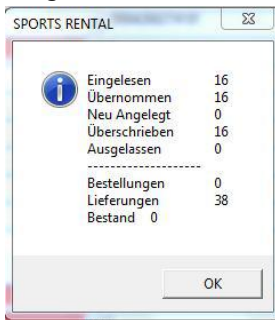 SPORTS RENTAL
Eingelesen 16
Übernommen 16
Neu Angelegt 0
Überschrieben 16
Ausgelassen 0
--------------------
Bestellungen 0
Lieferungen 38
Bestand 0
OK